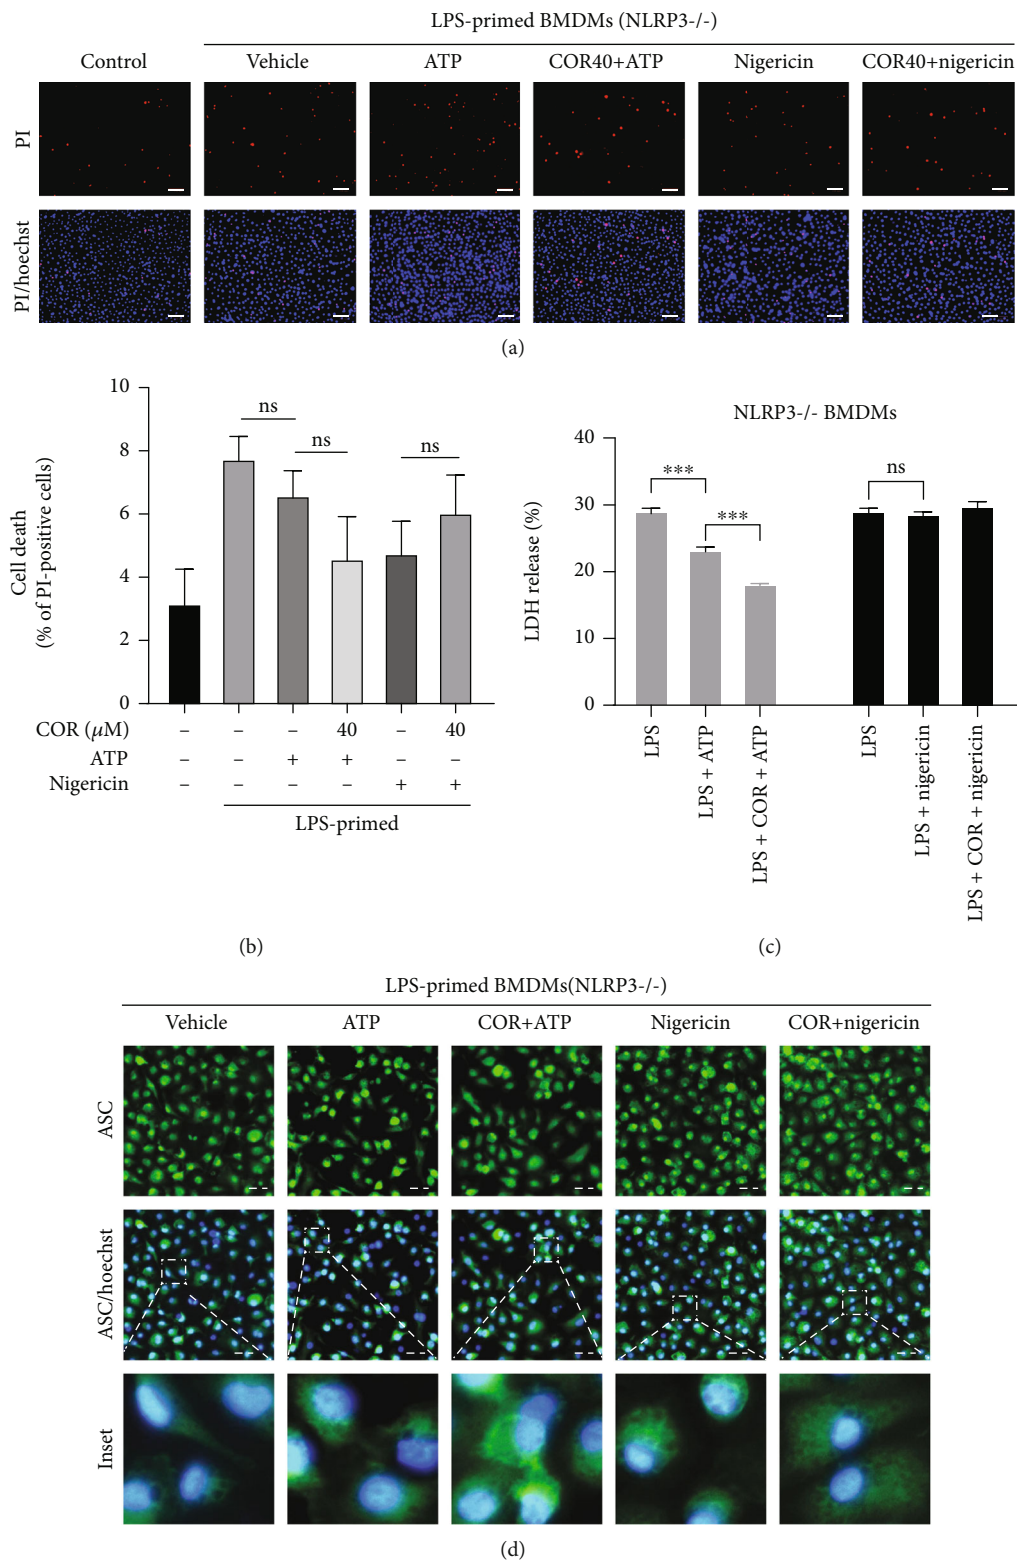 LPS-primed BMDMs (NLRP3-/-)
Control Vehicle ATP COR40+ATP Nigericin COR40+nigericin
PI
PI/hoechst
(a)
Cell death
(% of PI-positive cells)
10
8
6
4
2
0
ns
ns
ns
COR (μM) – – – 40 – 40
ATP – – + + – –
Nigericin – – – – + +
LPS-primed
(b)
NLRP3-/- BMDMs
LDH release (%)
40
30
20
10
0
***
***
ns
LPS
LPS + ATP
LPS + COR + ATP
LPS
LPS + nigericin
LPS + COR + nigericin
(c)
LPS-primed BMDMs(NLRP3-/-)
Vehicle ATP COR+ATP Nigericin COR+nigericin
ASC
ASC/hoechst
Inset
(d)